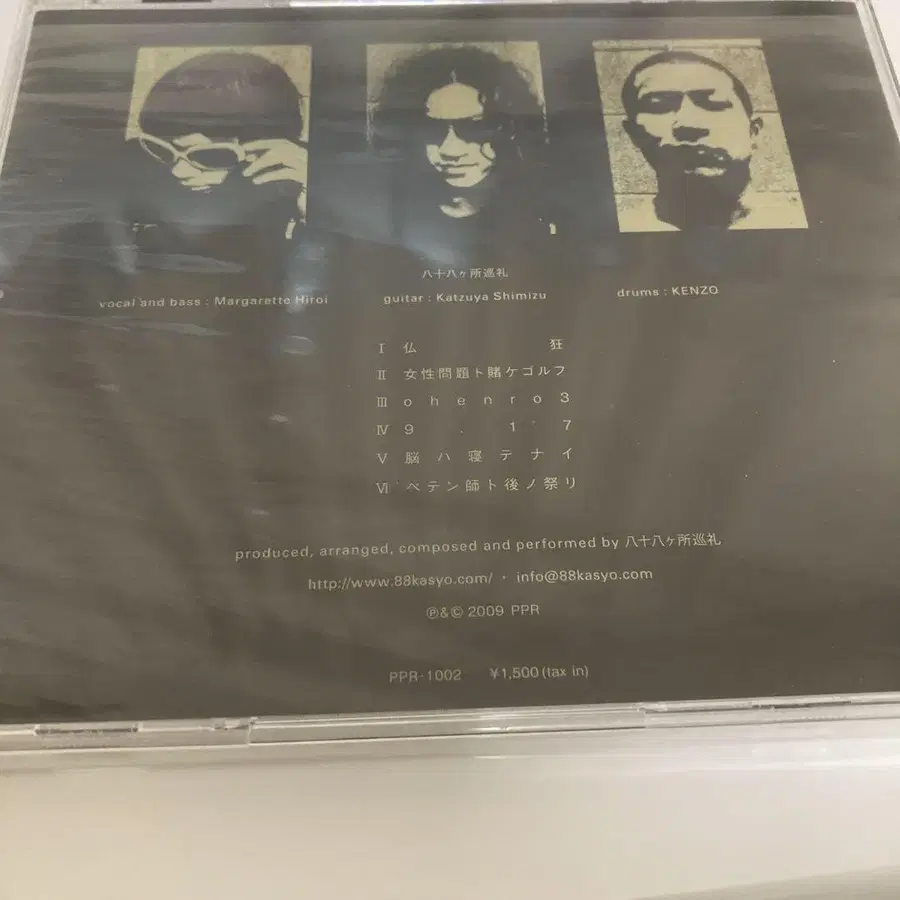 八十八ヶ所巡礼
vocal and bass : Margarette Hiroi
guitar : Katzuya Shimizu
drums : KENZO
Ⅰ 仏狂
Ⅱ 女性問題ト賭ケゴルフ
Ⅲ ohenro3
Ⅳ 9.17
Ⅴ 脳ハ寝テナイ
Ⅵ ペテン師ト後ノ祭リ
produced, arranged, composed and performed by 八十八ヶ所巡礼
http://www.88kasyo.com/ ・ info@88kasyo.com
℗&© 2009 PPR
PPR-1002 ¥1,500(tax in)